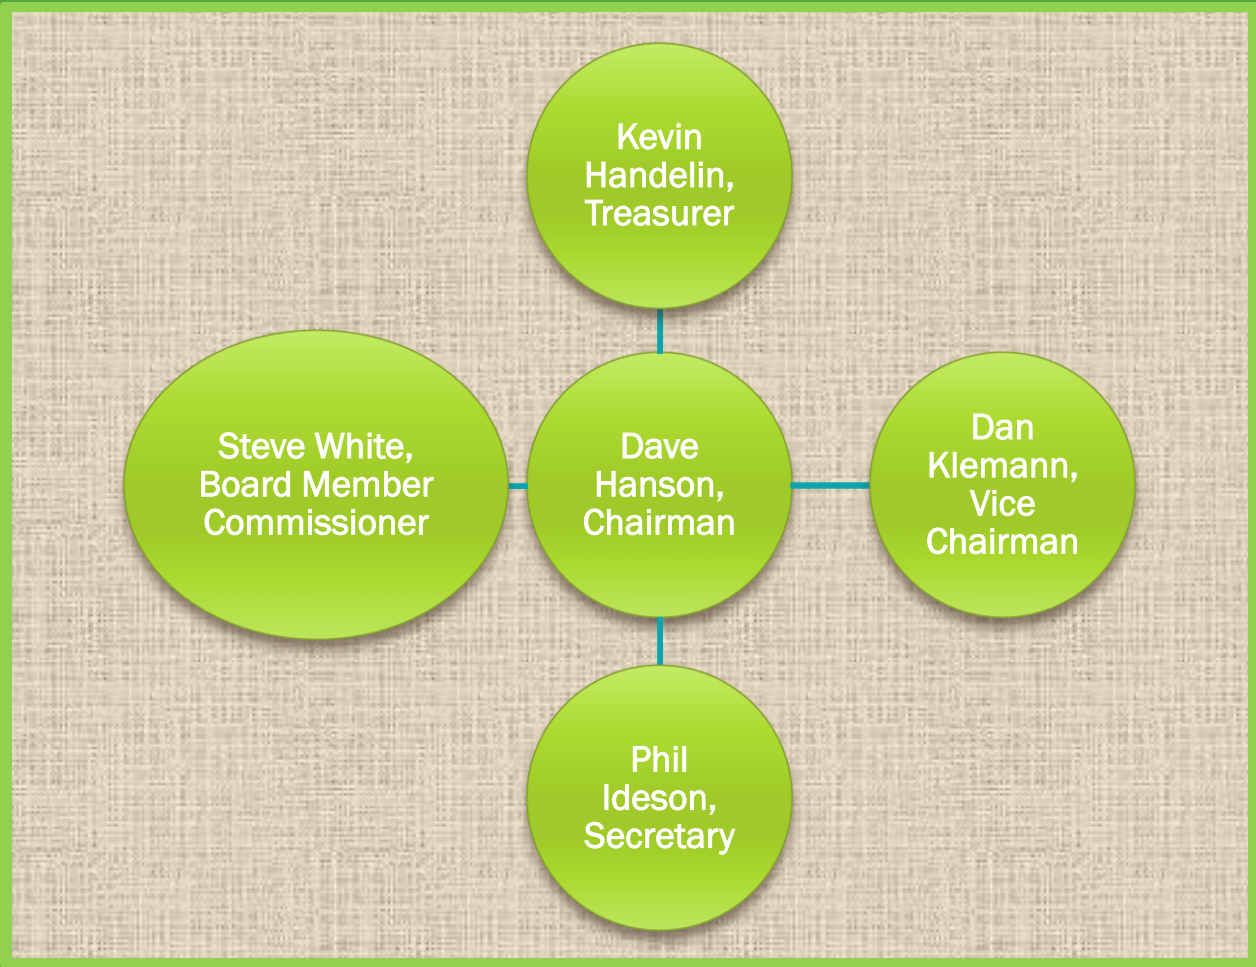 Kevin
Handelin,
Treasurer
Steve White,
Board Member
Commissioner
Dave
Hanson,
Chairman
Dan
Klemann,
Vice
Chairman
Phil
Ideson,
Secretary